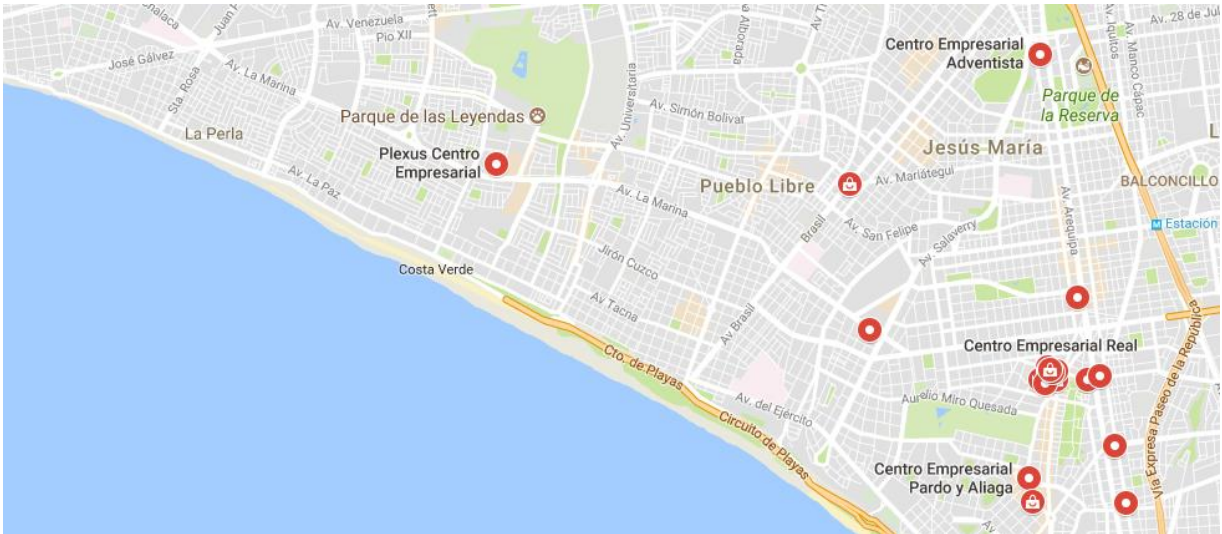 Av. Venezuela
Pio XII
José Gálvez
Sta. Rosa
Av. La Marina
La Perla
Av. La Paz
Parque de las Leyendas
Plexus Centro
Empresarial
Costa Verde
Av. Universitaria
Av. Simón Bolivar
Av. La Marina
Jirón Cuzco
Av Tacna
Cto. de Playas
Circuito de Playas
Pueblo Libre
Brasil
Av Brasil
Av. del Ejército
Centro Empresarial
Adventista
Parque de
la Reserva
Jesús María
Av. Mariátegui
Av. San Felipe
Av. Salaverry
Av. Arequipa
Av. Iquitos
Av. Manco Cápac
Av. 28 de Jul
BALCONCILLO
Estación
Centro Empresarial Real
Aurelio Miro Quesada
Vía Expresa Paseo de la República
Centro Empresarial
Pardo y Aliaga
Av